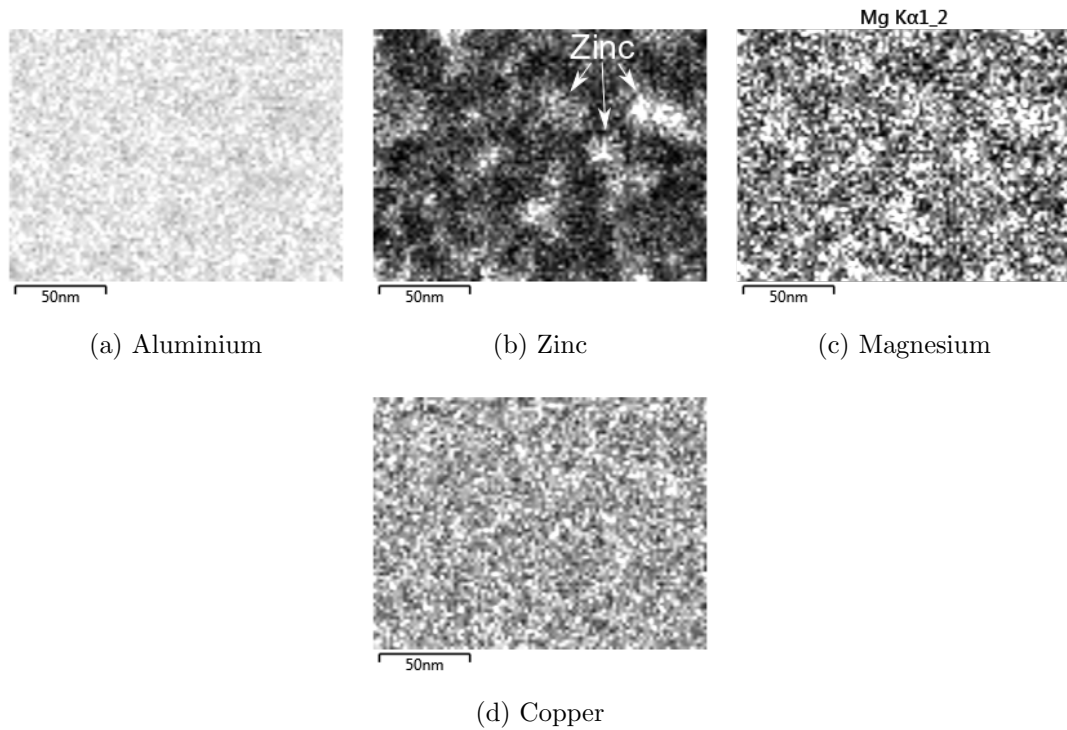 Mg Kα1_2
Zinc
50nm
50nm
50nm
(a) Aluminium
(b) Zinc
(c) Magnesium
50nm
(d) Copper